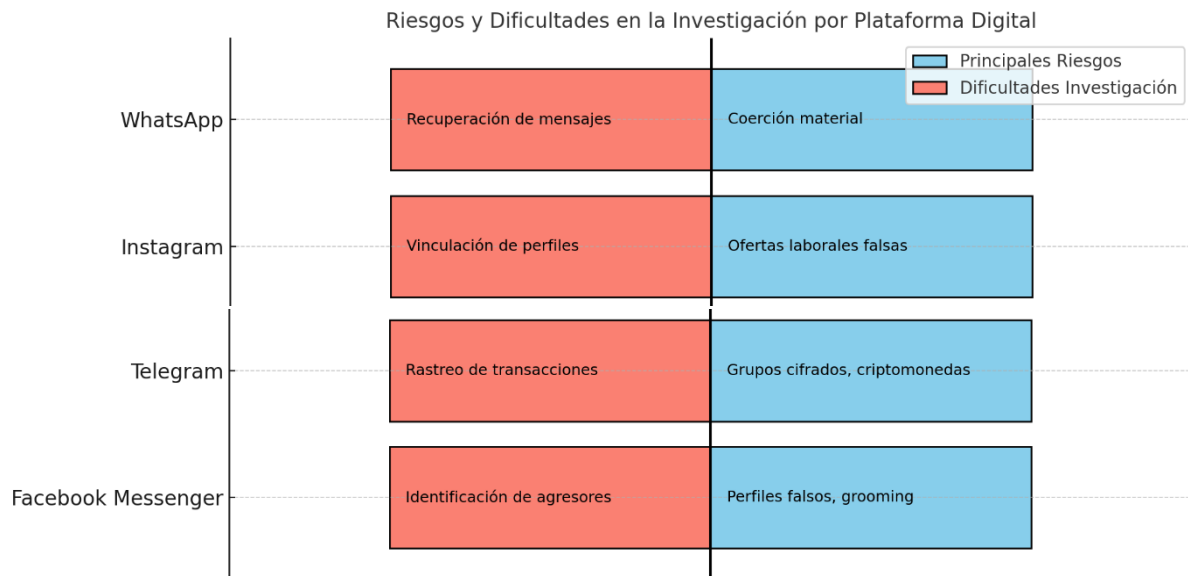 Riesgos y Dificultades en la Investigación por Plataforma Digital
Principales Riesgos
Dificultades Investigación
WhatsApp
Recuperación de mensajes
Coerción material
Instagram
Vinculación de perfiles
Ofertas laborales falsas
Telegram
Rastreo de transacciones
Grupos cifrados, criptomonedas
Facebook Messenger
Identificación de agresores
Perfiles falsos, grooming